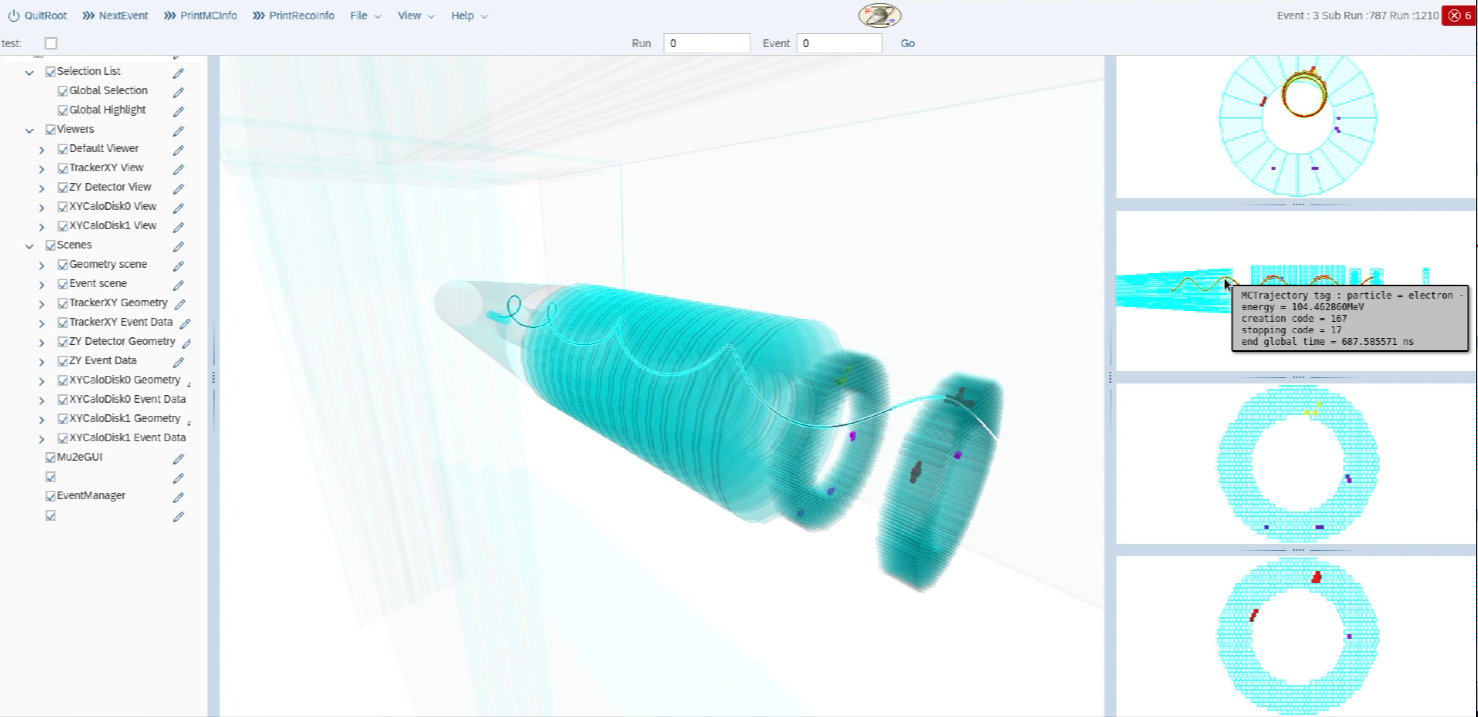 QuitRoot NextEvent PrintMCInfo PrintRecoInfo File View Help Event : 3 Sub Run :787 Run :1210 6
test: Run 0 Event 0 Go
Selection List
Global Selection
Global Highlight
Viewers
Default Viewer
TrackerXY View
ZY Detector View
XYCaloDisk0 View
XYCaloDisk1 View
Scenes
Geometry scene
Event scene
TrackerXY Geometry
TrackerXY Event Data
ZY Detector Geometry
ZY Event Data
XYCaloDisk0 Geometry
XYCaloDisk0 Event Data
XYCaloDisk1 Geometry
XYCaloDisk1 Event Data
Mu2eGUI
EventManager
MCTrajectory tag : particle = electron -
energy = 104.462860MeV
creation code = 167
stopping code = 17
end global time = 687.585571 ns